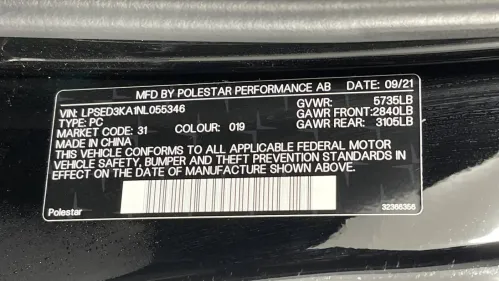 MFD BY POLESTAR PERFORMANCE AB DATE: 09/21
VIN: LPSED3KA1NL055346 GVWR: 5735LB
TYPE: PC GAWR FRONT: 2840LB
MARKET CODE: 31 COLOUR: 019 GAWR REAR: 3105LB
MADE IN CHINA
THIS VEHICLE CONFORMS TO ALL APPLICABLE FEDERAL MOTOR
VEHICLE SAFETY, BUMPER AND THEFT PREVENTION STANDARDS IN
EFFECT ON THE DATE OF MANUFACTURE SHOWN ABOVE.
Polestar 32366356